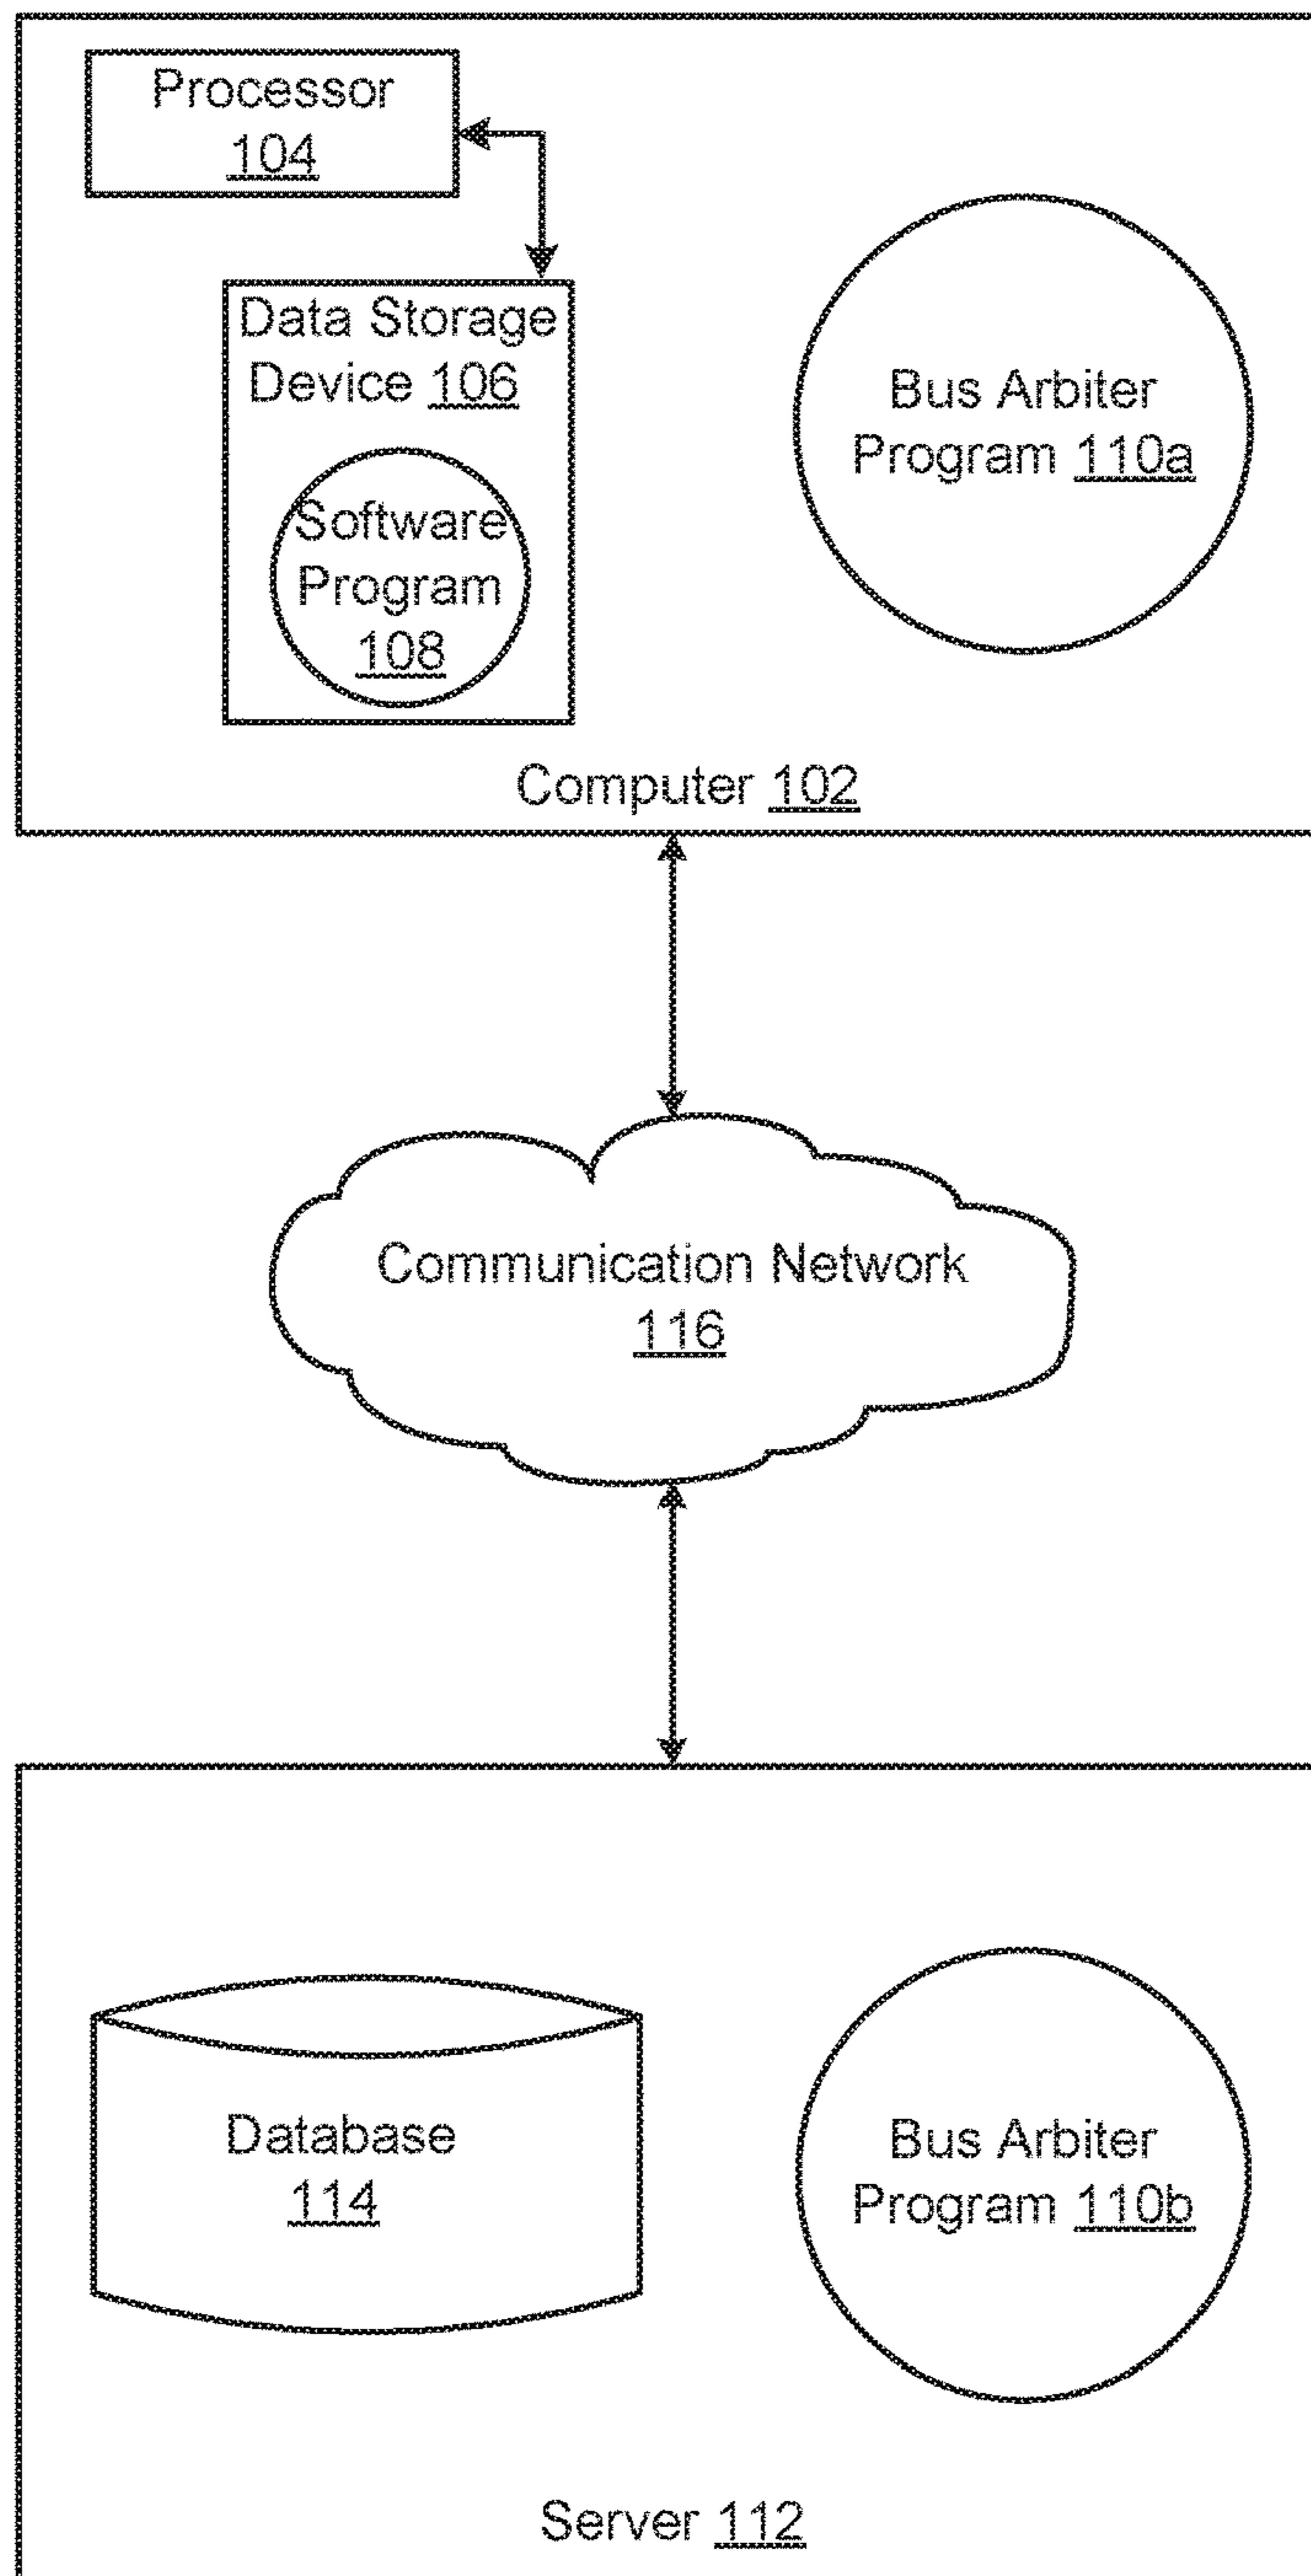 Processor
104
Data Storage
Device 106
Software
Program
108
Bus Arbiter
Program 110a
Computer 102
Communication Network
116
Database
114
Bus Arbiter
Program 110b
Server 112